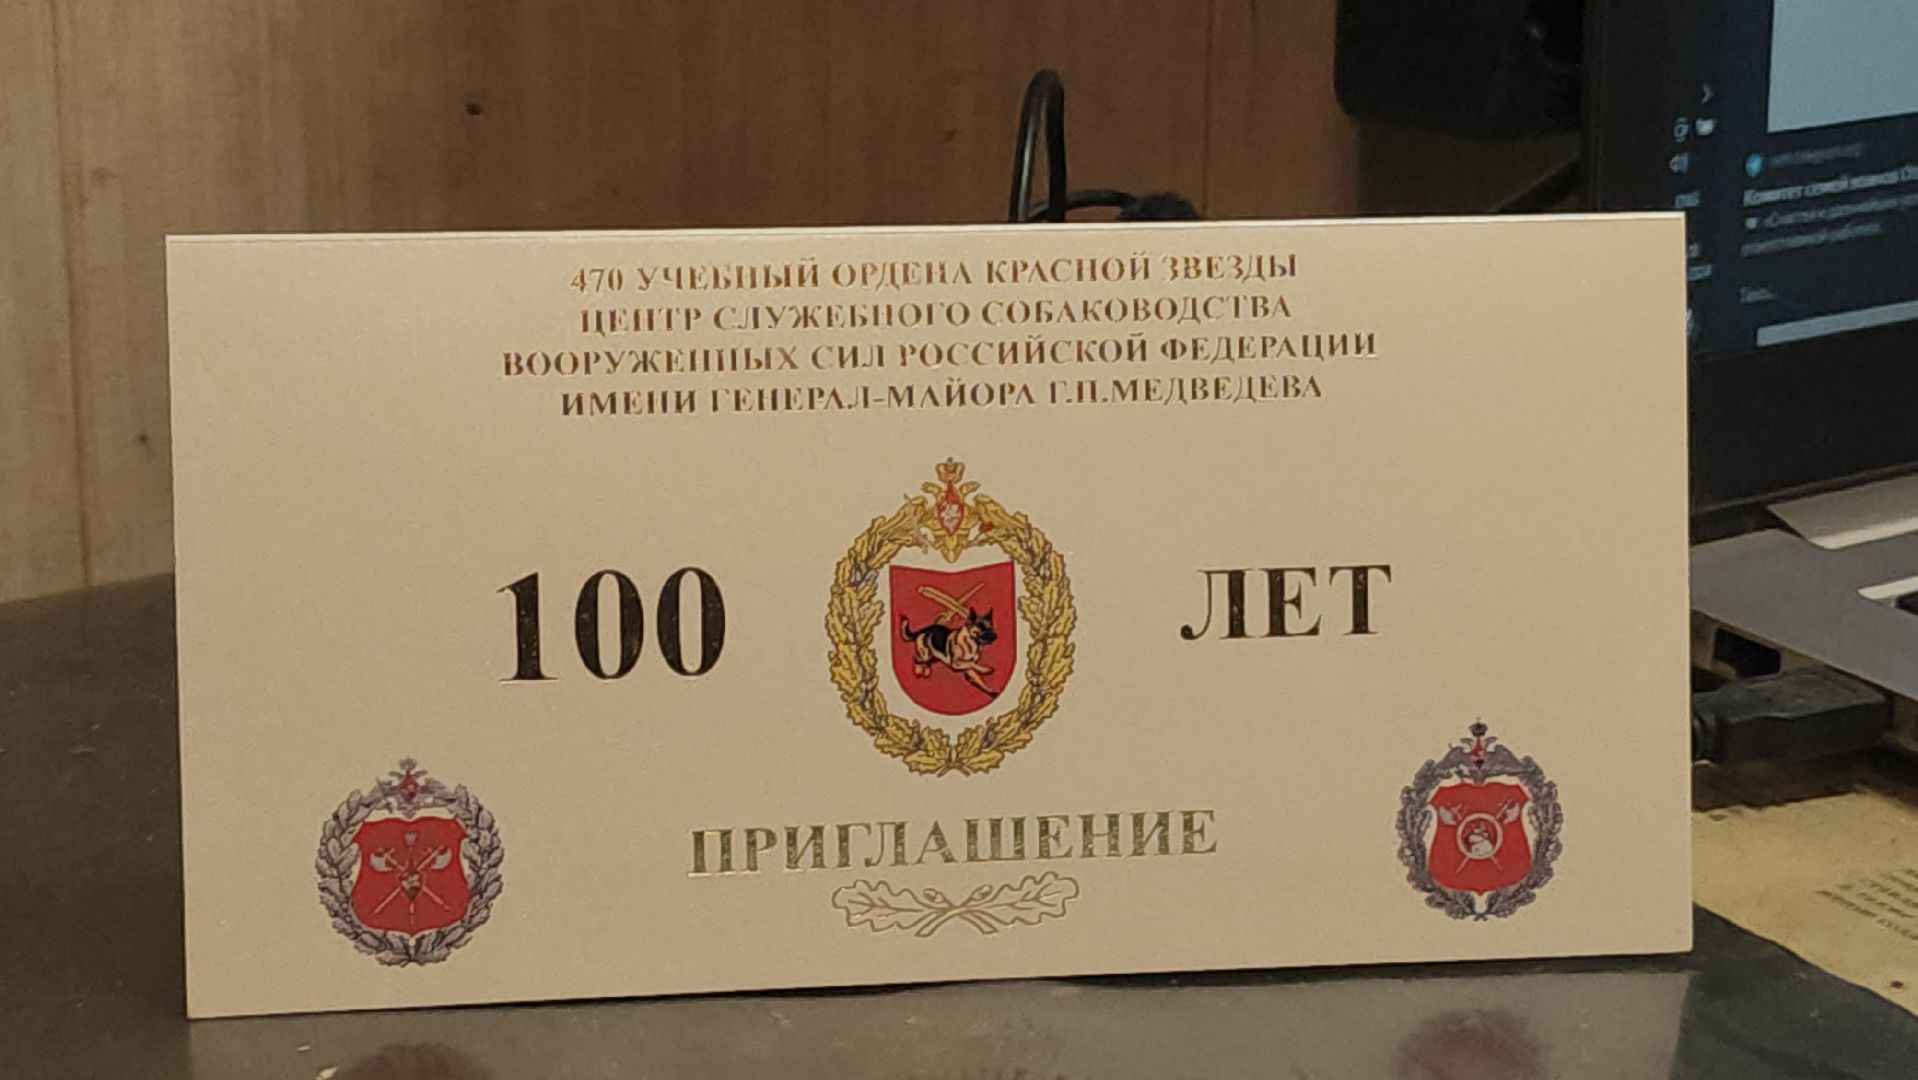 470 УЧЕБНЫЙ ОРДЕНА КРАСНОЙ ЗВЕЗДЫ
ЦЕНТР СЛУЖЕБНОГО СОБАКОВОДСТВА
ВООРУЖЕННЫХ СИЛ РОССИЙСКОЙ ФЕДЕРАЦИИ
ИМЕНИ ГЕНЕРАЛ-МАЙОРА Г.П.МЕДВЕДЕВА
100 ЛЕТ
ПРИГЛАШЕНИЕ